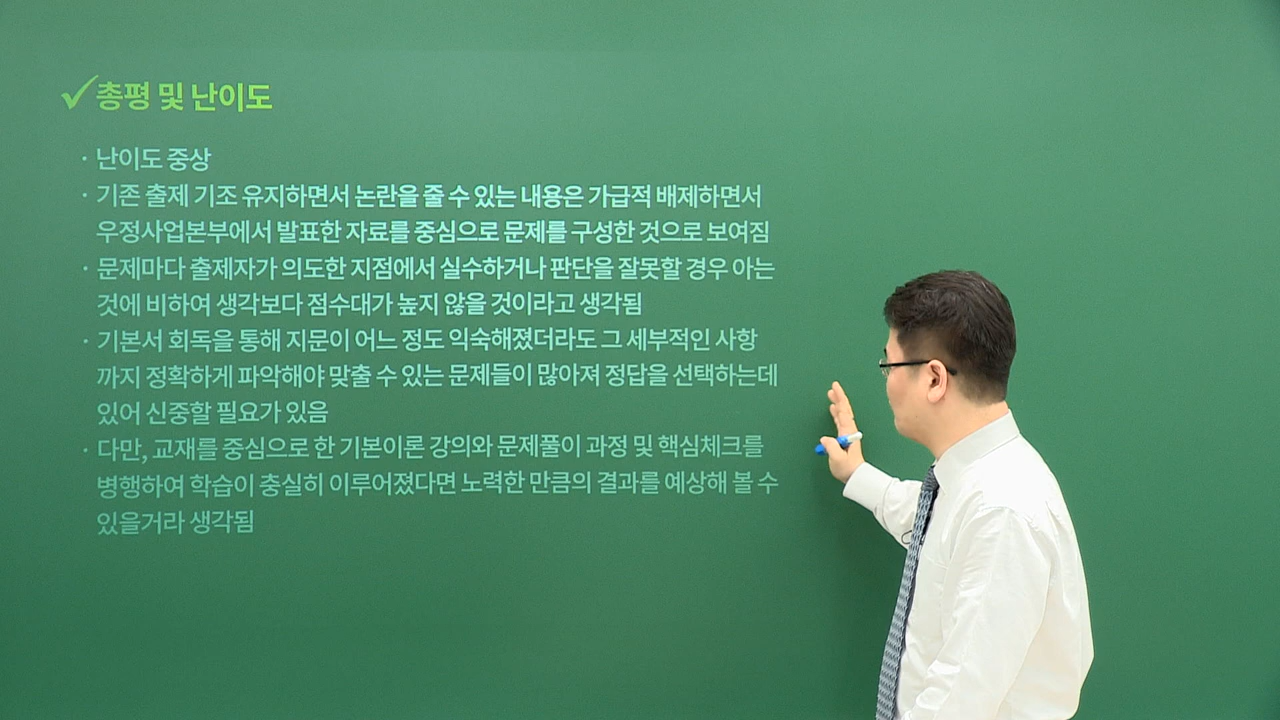 총평 및 난이도
· 난이도 중상
· 기존 출제 기조 유지하면서 논란을 줄 수 있는 내용은 가급적 배제하면서
우정사업본부에서 발표한 자료를 중심으로 문제를 구성한 것으로 보여짐
· 문제마다 출제자가 의도한 지점에서 실수하거나 판단을 잘못할 경우 아는
것에 비하여 생각보다 점수대가 높지 않을 것이라고 생각됨
· 기본서 회독을 통해 지문이 어느 정도 익숙해졌더라도 그 세부적인 사항
까지 정확하게 파악해야 맞출 수 있는 문제들이 많아져 정답을 선택하는데
있어 신중할 필요가 있음
· 다만, 교재를 중심으로 한 기본이론 강의와 문제풀이 과정 및 핵심체크를
병행하여 학습이 충실히 이루어졌다면 노력한 만큼의 결과를 예상해 볼 수
있을거라 생각됨